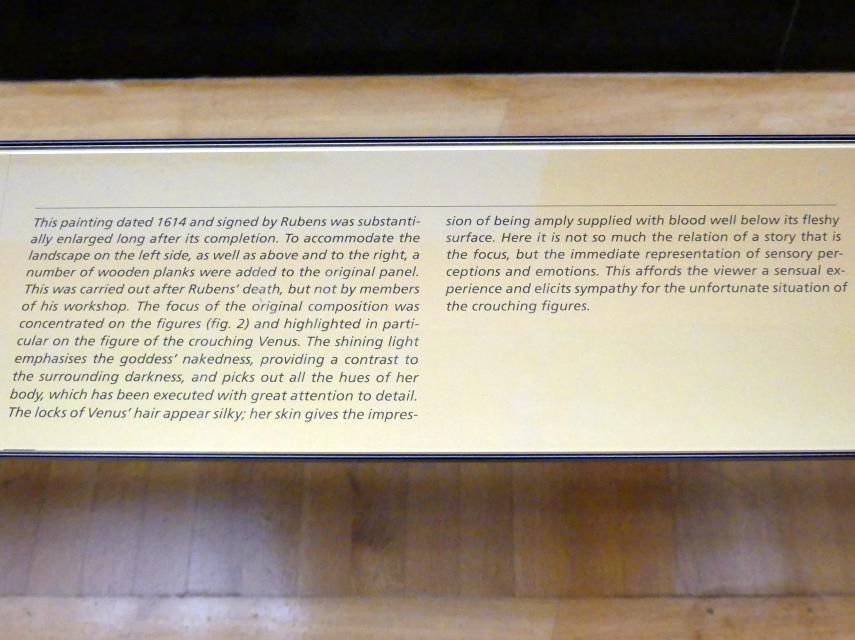 This painting dated 1614 and signed by Rubens was substanti-
ally enlarged long after its completion. To accommodate the
landscape on the left side, as well as above and to the right, a
number of wooden planks were added to the original panel.
This was carried out after Rubens' death, but not by members
of his workshop. The focus of the original composition was
concentrated on the figures (fig. 2) and highlighted in parti-
cular on the figure of the crouching Venus. The shining light
emphasises the goddess' nakedness, providing a contrast to
the surrounding darkness, and picks out all the hues of her
body, which has been executed with great attention to detail.
The locks of Venus' hair appear silky; her skin gives the impres-
sion of being amply supplied with blood well below its fleshy
surface. Here it is not so much the relation of a story that is
the focus, but the immediate representation of sensory per-
ceptions and emotions. This affords the viewer a sensual ex-
perience and elicits sympathy for the unfortunate situation of
the crouching figures.